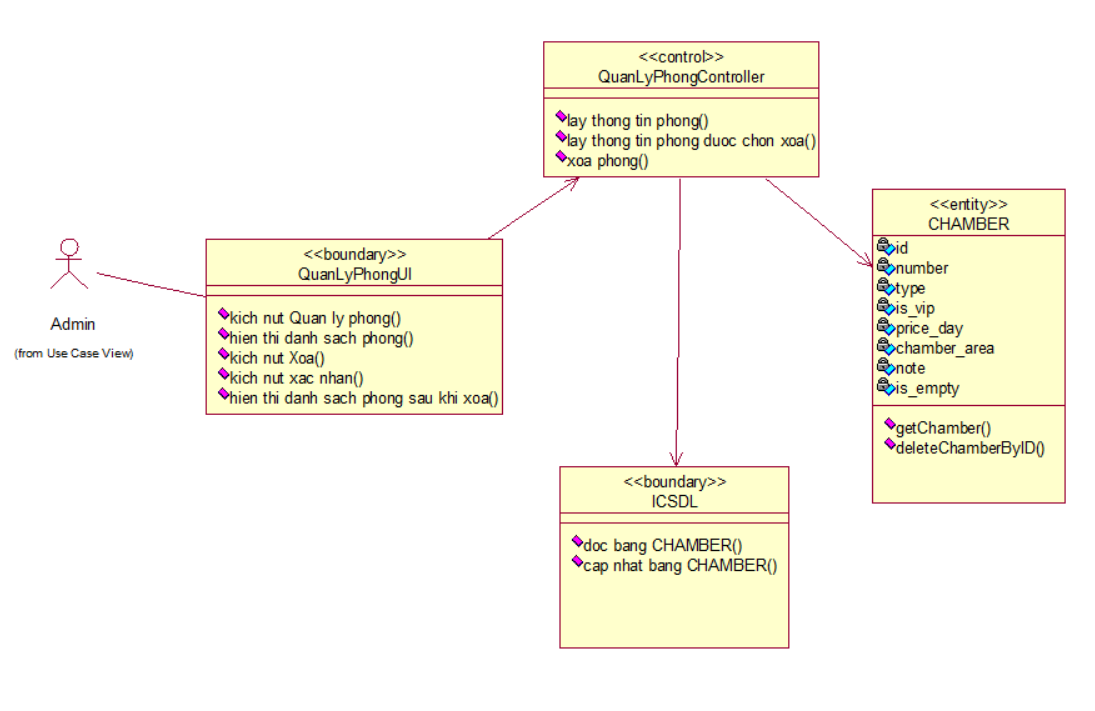 <<control>>
QuanLyPhongController
lay thong tin phong()
lay thong tin phong duoc chon xoa()
xoa phong()
<<entity>>
CHAMBER
id
number
type
is_vip
price_day
chamber_area
note
is_empty
getChamber()
deleteChamberByID()
<<boundary>>
QuanLyPhongUI
kich nut Quan ly phong()
hien thi danh sach phong()
kich nut Xoa()
kich nut xac nhan()
hien thi danh sach phong sau khi xoa()
Admin
(from Use Case View)
<<boundary>>
ICSDL
doc bang CHAMBER()
cap nhat bang CHAMBER()